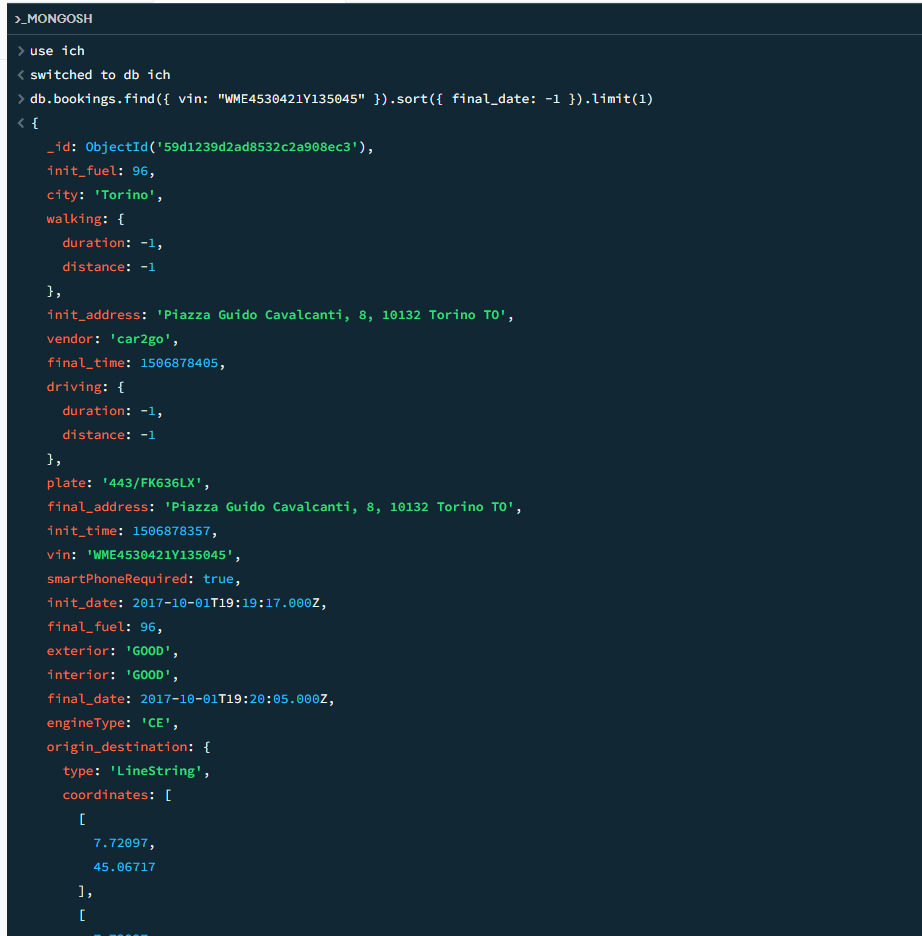 >_MONGOSH
> use ich
< switched to db ich
> db.bookings.find({ vin: "WME4530421Y135045" }).sort({ final_date: -1 }).limit(1)
< {
_id: ObjectId('59d1239d2ad8532c2a908ec3'),
init_fuel: 96,
city: 'Torino',
walking: {
duration: -1,
distance: -1
},
init_address: 'Piazza Guido Cavalcanti, 8, 10132 Torino TO',
vendor: 'car2go',
final_time: 1506878405,
driving: {
duration: -1,
distance: -1
},
plate: '443/FK636LX',
final_address: 'Piazza Guido Cavalcanti, 8, 10132 Torino TO',
init_time: 1506878357,
vin: 'WME4530421Y135045',
smartPhoneRequired: true,
init_date: 2017-10-01T19:19:17.000Z,
final_fuel: 96,
exterior: 'GOOD',
interior: 'GOOD',
final_date: 2017-10-01T19:20:05.000Z,
engineType: 'CE',
origin_destination: {
type: 'LineString',
coordinates: [
[
7.72097,
45.06717
],
[